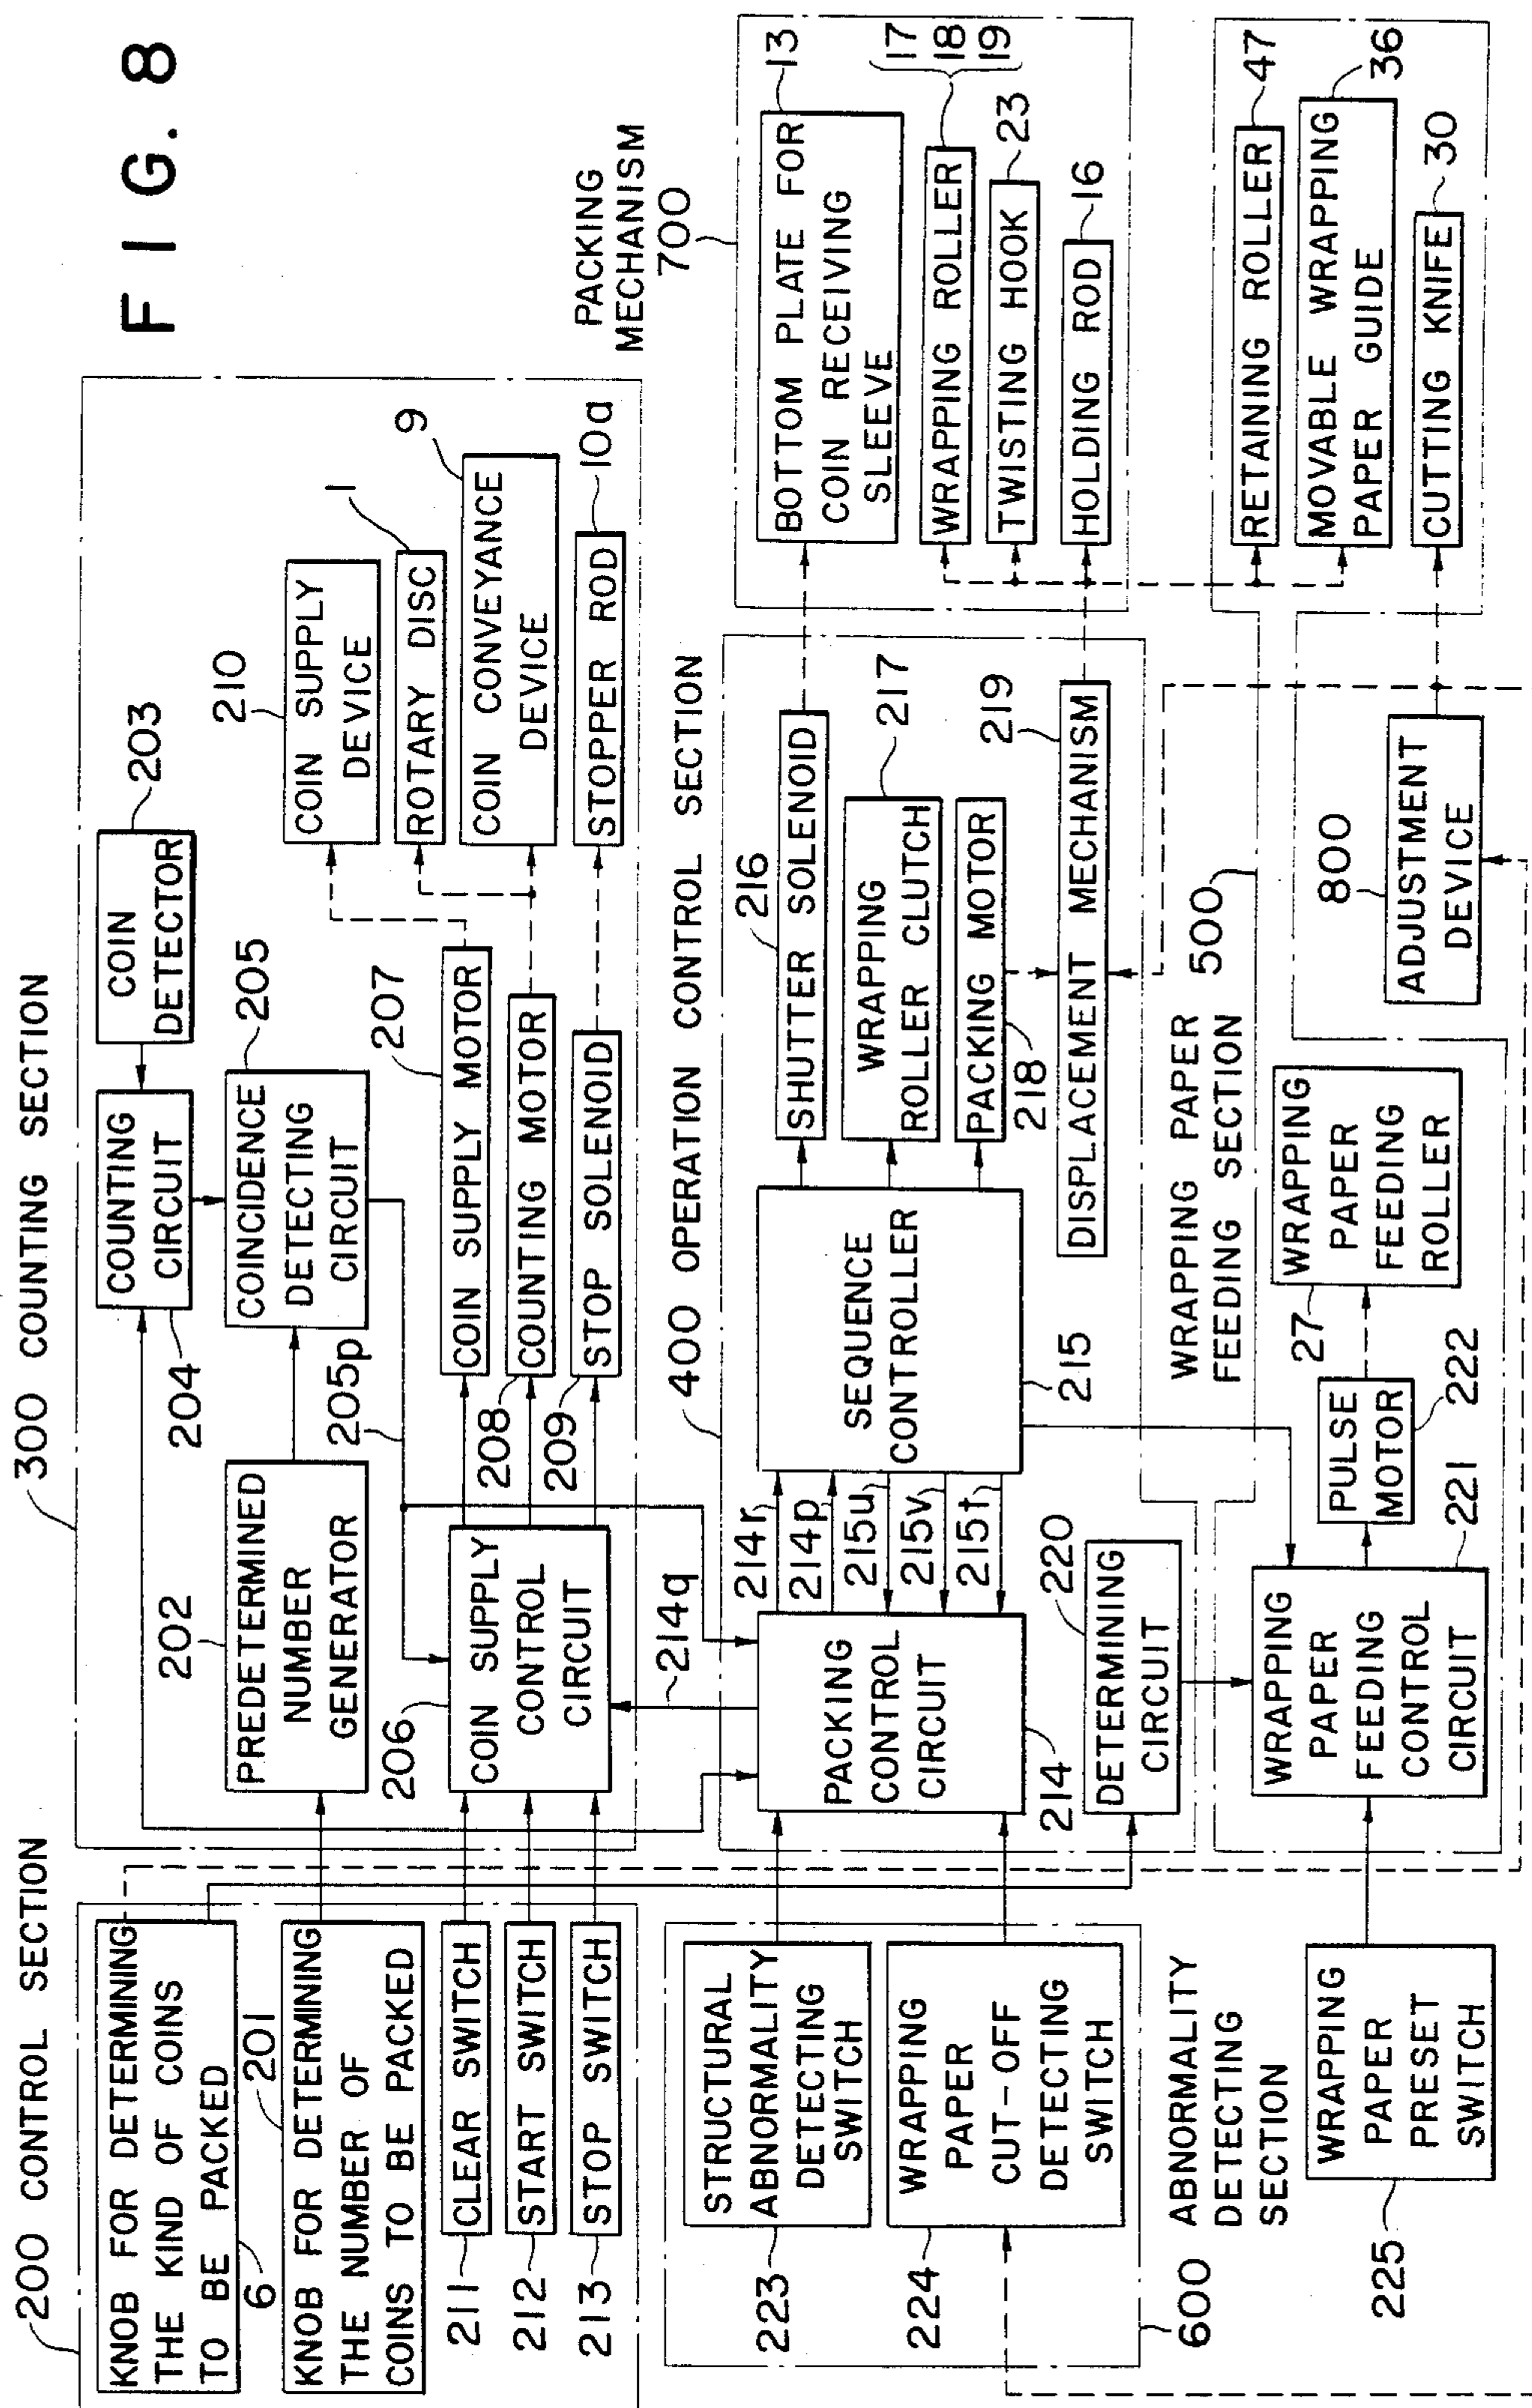 FIG. 8
200 CONTROL SECTION
KNOB FOR DETERMINING
THE KIND OF COINS
TO BE PACKED
6
201
KNOB FOR DETERMINING
THE NUMBER OF
COINS TO BE PACKED
211
CLEAR SWITCH
212
START SWITCH
213
STOP SWITCH
300 COUNTING SECTION
202
PREDETERMINED
NUMBER
GENERATOR
204
COUNTING
CIRCUIT
COIN
DETECTOR
203
205
COINCIDENCE
DETECTING
CIRCUIT
205p
206
COIN SUPPLY
CONTROL
CIRCUIT
207
COIN SUPPLY MOTOR
208
COUNTING MOTOR
209
STOP SOLENOID
210
COIN SUPPLY
DEVICE
1
ROTARY DISC
9
COIN CONVEYANCE
DEVICE
STOPPER ROD
10a
400 OPERATION CONTROL SECTION
214q
PACKING
CONTROL
CIRCUIT
214
214r
214p
215u
215v
215t
SEQUENCE
CONTROLLER
215
216
SHUTTER SOLENOID
WRAPPING
ROLLER CLUTCH
217
PACKING MOTOR
218
DISPLACEMENT MECHANISM
219
220
DETERMINING
CIRCUIT
PACKING
MECHANISM
700
BOTTOM PLATE FOR
COIN RECEIVING
SLEEVE
13
WRAPPING ROLLER
17
18
19
TWISTING HOOK
23
HOLDING ROD
16
600
ABNORMALITY
DETECTING
SECTION
STRUCTURAL
ABNORMALITY
DETECTING
SWITCH
223
WRAPPING
PAPER
CUT-OFF
DETECTING
SWITCH
224
WRAPPING PAPER
FEEDING SECTION
500
WRAPPING
PAPER
FEEDING
CONTROL
CIRCUIT
221
PULSE
MOTOR
222
27
WRAPPING
PAPER
FEEDING
ROLLER
RETAINING ROLLER
47
MOVABLE WRAPPING
PAPER GUIDE
36
CUTTING KNIFE
30
800
ADJUSTMENT
DEVICE
WRAPPING
PAPER
PRESET
SWITCH
225